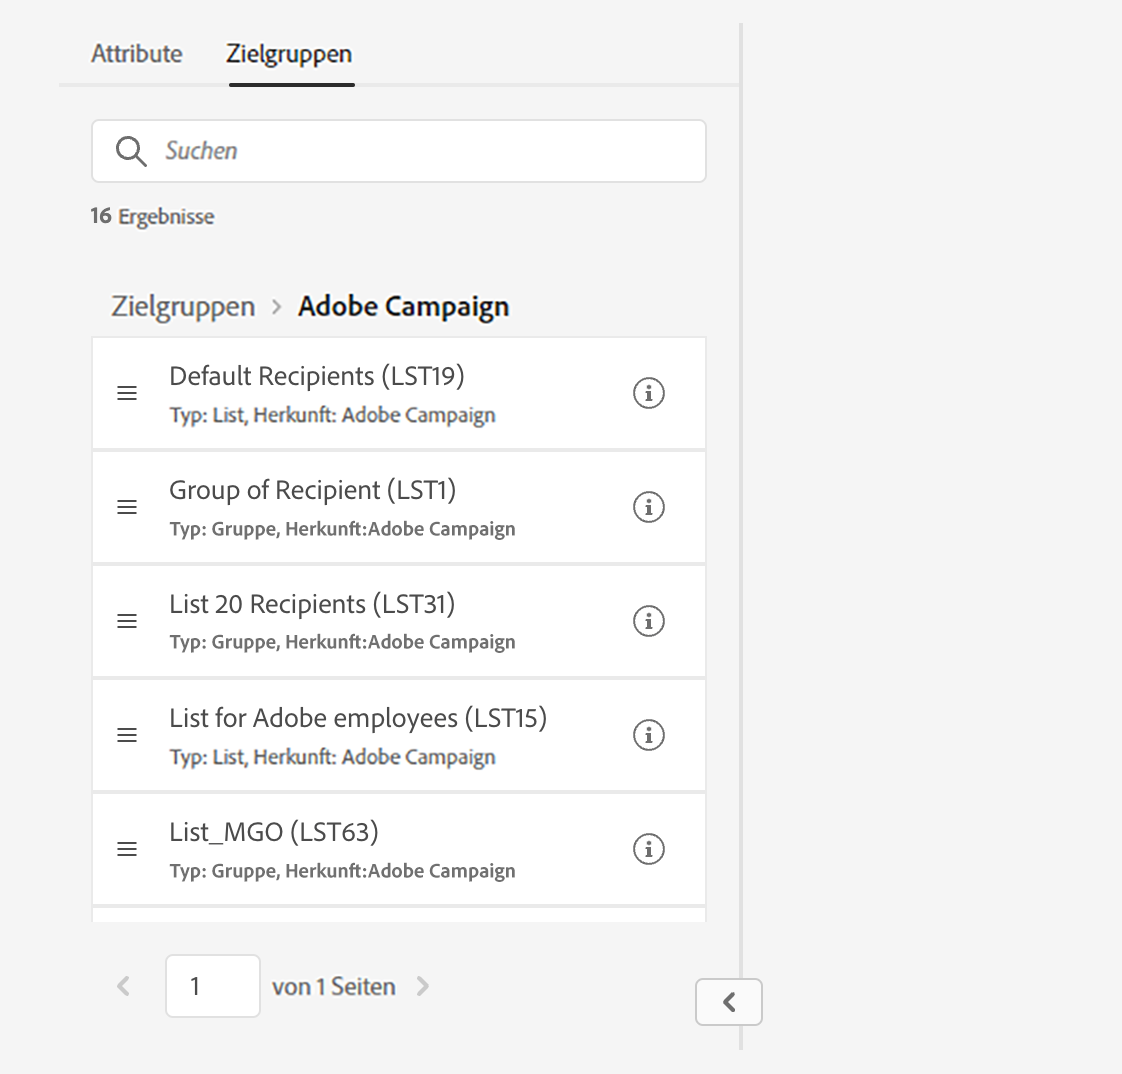 Attribute Zielgruppen
Suchen
16 Ergebnisse
Zielgruppen > Adobe Campaign
Default Recipients (LST19)
Typ: List, Herkunft: Adobe Campaign
Group of Recipient (LST1)
Typ: Gruppe, Herkunft:Adobe Campaign
List 20 Recipients (LST31)
Typ: Gruppe, Herkunft:Adobe Campaign
List for Adobe employees (LST15)
Typ: List, Herkunft: Adobe Campaign
List_MGO (LST63)
Typ: Gruppe, Herkunft:Adobe Campaign
1 von 1 Seiten